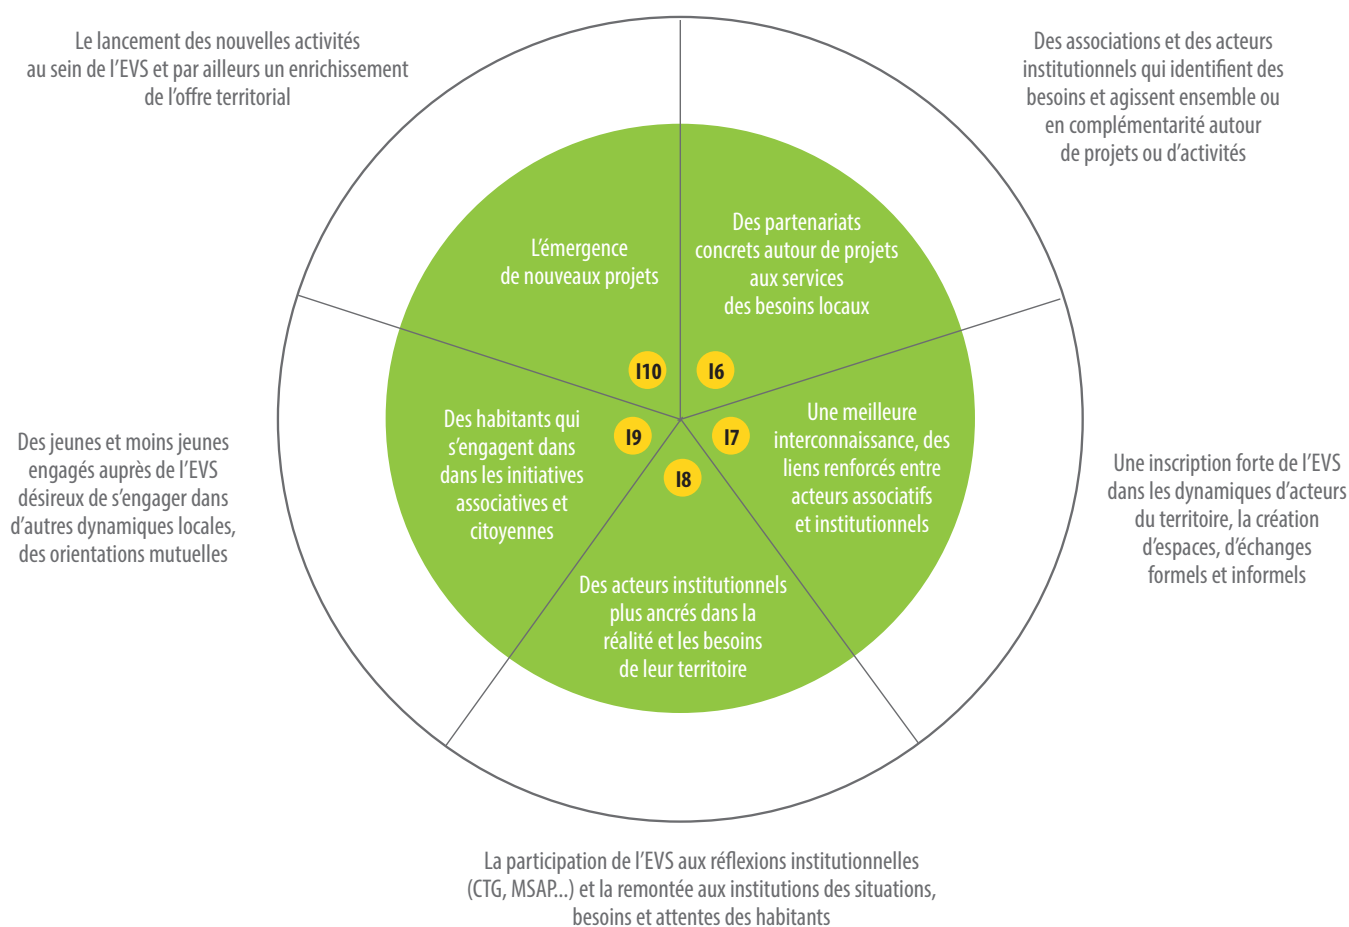 Le lancement des nouvelles activités
au sein de l’EVS et par ailleurs un enrichissement
de l’offre territorial
Des associations et des acteurs
institutionnels qui identifient des
besoins et agissent ensemble ou
en complémentarité autour
de projets ou d’activités
L’émergence
de nouveaux projets
Des partenariats
concrets autour de projets
aux services
des besoins locaux
I10
I6
Des habitants qui
s’engagent dans
dans les initiatives
associatives et
citoyennes
I9
I7
I8
Une meilleure
interconnaissance, des
liens renforcés entre
acteurs associatifs
et institutionnels
Des acteurs institutionnels
plus ancrés dans la
réalité et les besoins
de leur territoire
Des jeunes et moins jeunes
engagés auprès de l’EVS
désireux de s’engager dans
d’autres dynamiques locales,
des orientations mutuelles
Une inscription forte de l’EVS
dans les dynamiques d’acteurs
du territoire, la création
d’espaces, d’échanges
formels et informels
La participation de l’EVS aux réflexions institutionnelles
(CTG, MSAP...) et la remontée aux institutions des situations,
besoins et attentes des habitants